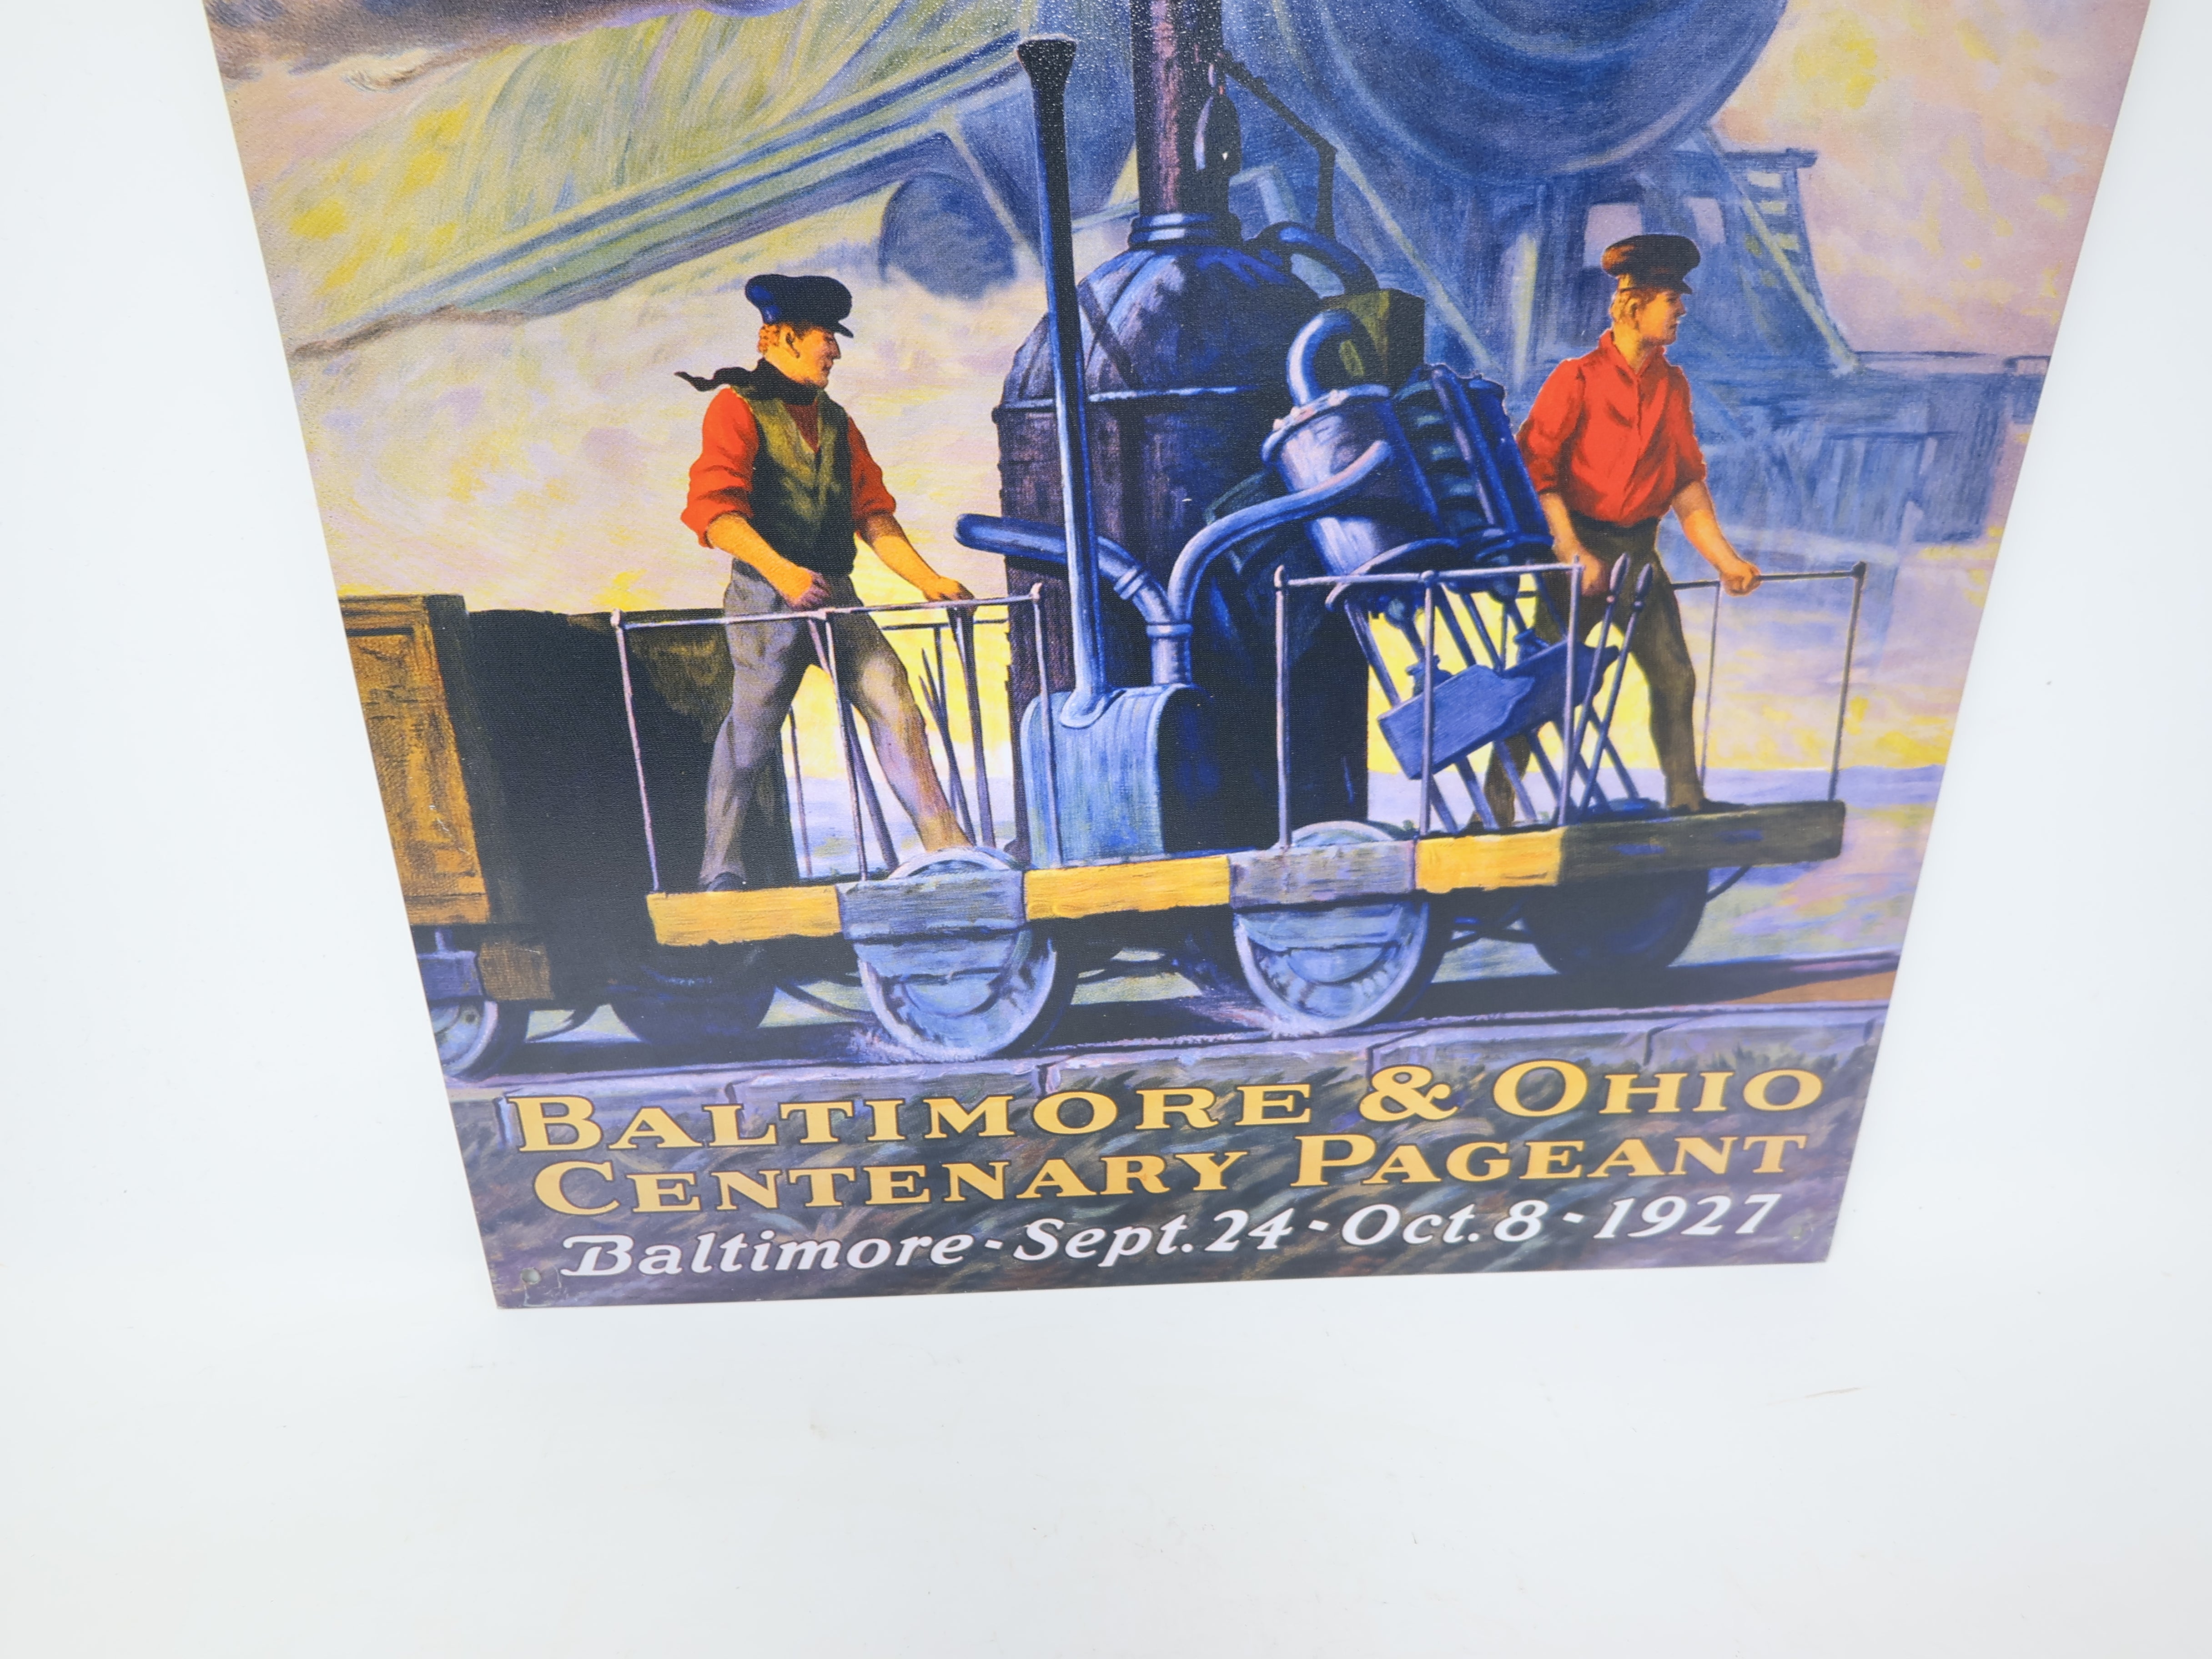 BALTIMORE & OHIO
CENTENARY PAGEANT
Baltimore-Sept.24-Oct.8-1927